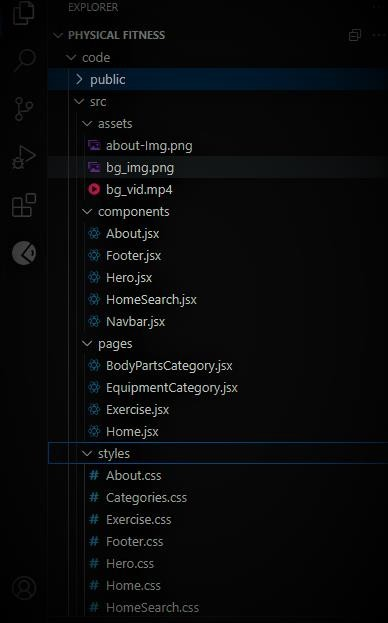 EXPLORER
PHYSICAL FITNESS
code
public
src
assets
about-Img.png
bg_img.png
bg_vid.mp4
components
About.jsx
Footer.jsx
Hero.jsx
HomeSearch.jsx
Navbar.jsx
pages
BodyPartsCategory.jsx
EquipmentCategory.jsx
Exercise.jsx
Home.jsx
styles
# About.css
# Categories.css
# Exercise.css
# Footer.css
# Hero.css
# Home.css
# HomeSearch.css